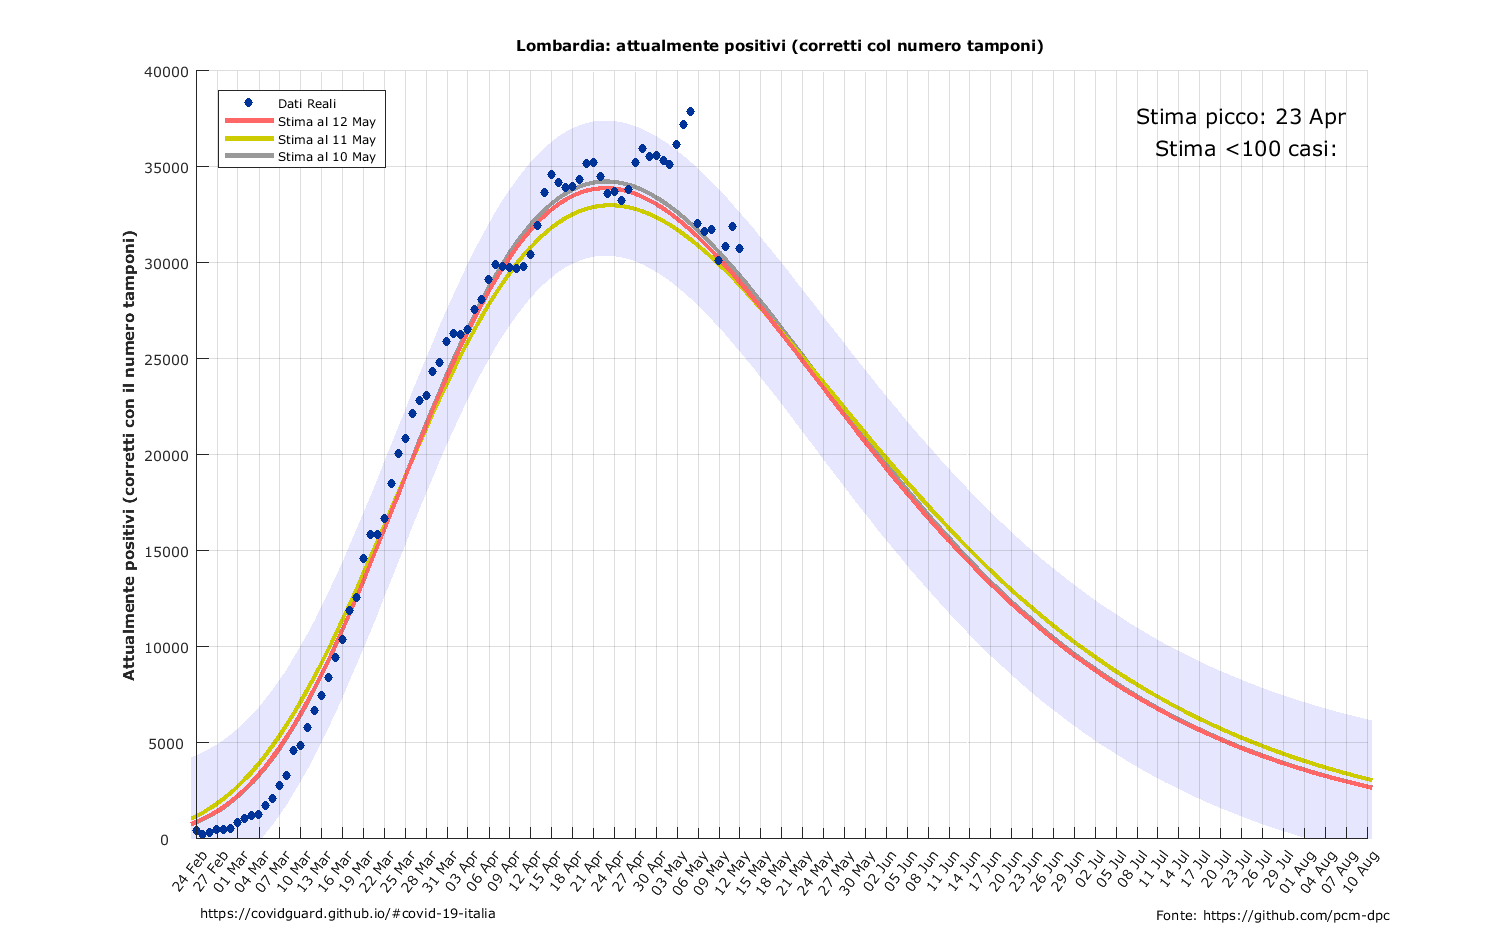 Lombardia: attualmente positivi (corretti col numero tamponi)
Dati Reali
Stima al 12 May
Stima al 11 May
Stima al 10 May
Stima picco: 23 Apr
Stima <100 casi:
Attualmente positivi (corretti con il numero tamponi)
40000
35000
30000
25000
20000
15000
10000
5000
0
24 Feb
27 Feb
01 Mar
04 Mar
07 Mar
10 Mar
13 Mar
16 Mar
19 Mar
22 Mar
25 Mar
28 Mar
31 Mar
03 Apr
06 Apr
09 Apr
12 Apr
15 Apr
18 Apr
21 Apr
24 Apr
27 Apr
30 Apr
03 May
06 May
09 May
12 May
15 May
18 May
21 May
24 May
27 May
30 May
02 Jun
05 Jun
08 Jun
11 Jun
14 Jun
17 Jun
20 Jun
23 Jun
26 Jun
29 Jun
02 Jul
05 Jul
08 Jul
11 Jul
14 Jul
17 Jul
20 Jul
23 Jul
26 Jul
29 Jul
01 Aug
04 Aug
07 Aug
10 Aug
https://covidguard.github.io/#covid-19-italia
Fonte: https://github.com/pcm-dpc